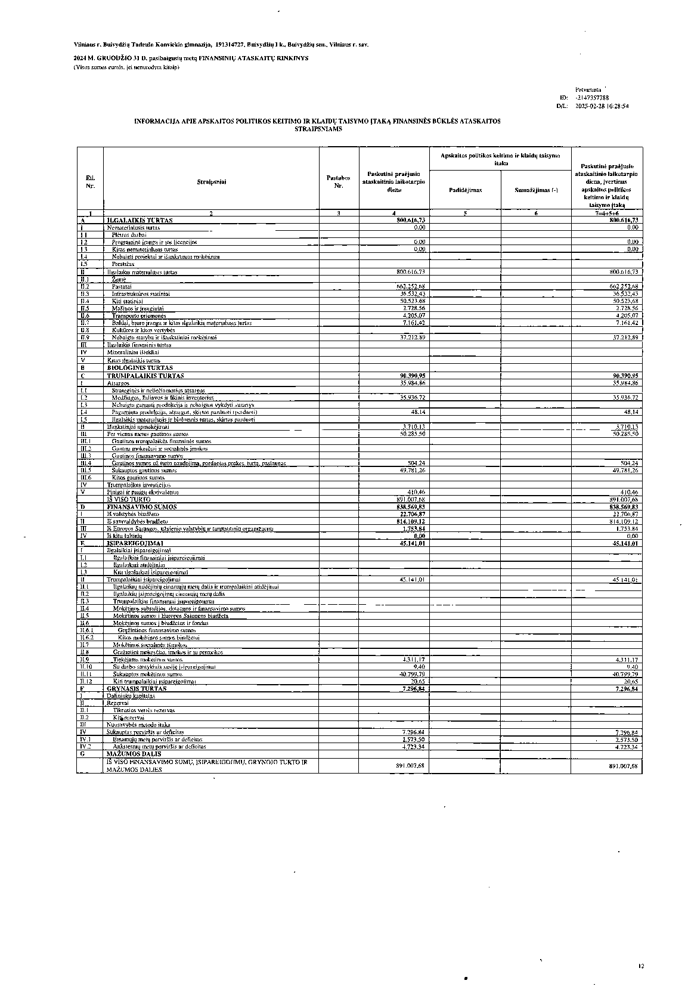 Vilniaus r. Buivydžių Tadeušo Konvickio gimnazija, 191314727, Buivydžių I k., Buivydžių sen., Vilniaus r. sav.
2024 M. GRUODŽIO 31 D. pasibaigusių metų FINANSINIŲ ATASKAITŲ RINKINYS
(Visos sumos eurais, jei nenurodyta kitaip)
Patvirtinta
ID: -2147357788
D/L: 2025-02-28 16:28:54
INFORMACIJA APIE APSKAITOS POLITIKOS KEITIMO IR KLAIDŲ TAISYMO ĮTAKĄ FINANSINĖS BŪKLĖS ATASKAITOS
STRAIPSNIAMS
Eil. Nr. Straipsniai Pastabos Nr. Paskutinė praėjusio ataskaitinio laikotarpio diena Apskaitos politikos keitimo ir klaidų taisymo itaka Padidėjimas Sumažėjimas (-) Paskutinė praėjusio ataskaitinio laikotarpio diena, įvertinus apskaitos politikos keitimo ir klaidų taisymo įtaką
1 2 3 4 5 6 7=4+5+6
A ILGALAIKIS TURTAS 800.616,73 800.616,73
I Nematerialusis turtas 0,00 0,00
I.1 Plėtros darbai
I.2 Programinė įranga ir jos licencijos 0,00 0,00
I.3 Kitas nematerialusis turtas 0,00 0,00
I.4 Nebaigti projektai ir išankstiniai mokėjimai
I.5 Prestižas
II Ilgalaikis materialusis turtas 800.616,73 800.616,73
II.1 Žemė
II.2 Pastatai 662.252,68 662.252,68
II.3 Infrastruktūros statiniai 36.532,43 36.532,43
II.4 Kiti statiniai 50.523,68 50.523,68
II.5 Mašinos ir įrenginiai 2.728,56 2.728,56
II.6 Transporto priemonės 4.205,07 4.205,07
II.7 Baldai, biuro įranga ir kitas ilgalaikis materialusis turtas 7.161,42 7.161,42
II.8 Kultūros ir kitos vertybės
II.9 Nebaigta statyba ir išankstiniai mokėjimai 37.212,89 37.212,89
III Ilgalaikis finansinis turtas
IV Mineraliniai ištekliai
V Kitas ilgalaikis turtas
B BIOLOGINIS TURTAS
C TRUMPALAIKIS TURTAS 90.390,95 90.390,95
I Atsargos 35.984,86 35.984,86
I.1 Strateginės ir neliečiamosios atsargos
I.2 Medžiagos, žaliavos ir ūkinis inventorius 35.936,72 35.936,72
I.3 Nebaigta gaminti produkcija ir nebaigtos vykdyti sutartys
I.4 Pagaminta produkcija, atsargos, skirtos parduoti (perduoti) 48,14 48,14
I.5 Ilgalaikis materialusis ir biologinis turtas, skirtas parduoti
II Išankstiniai apmokėjimai 3.710,13 3.710,13
III Per vienus metus gautinos sumos 50.285,50 50.285,50
III.1 Gautinos trumpalaikės finansinės sumos
III.2 Gautini mokesčiai ir socialinės įmokos
III.3 Gautinos finansavimo sumos
III.4 Gautinos sumos už turto naudojimą, parduotas prekes, turtą, paslaugas 504,24 504,24
III.5 Sukauptos gautinos sumos 49.781,26 49.781,26
III.6 Kitos gautinos sumos
IV Trumpalaikės investicijos
V Pinigai ir pinigų ekvivalentai 410,46 410,46
IŠ VISO TURTO 891.007,68 891.007,68
D FINANSAVIMO SUMOS 838.569,83 838.569,83
I Iš valstybės biudžeto 22.706,87 22.706,87
II Iš savivaldybės biudžeto 814.109,12 814.109,12
III Iš Europos Sąjungos, užsienio valstybių ir tarptautinių organizacijų 1.753,84 1.753,84
IV Iš kitų šaltinių 0,00 0,00
E ĮSIPAREIGOJIMAI 45.141,01 45.141,01
I Ilgalaikiai įsipareigojimai
I.1 Ilgalaikiai finansiniai įsipareigojimai
I.2 Ilgalaikiai atidėjiniai
I.3 Kiti ilgalaikiai įsipareigojimai
II Trumpalaikiai įsipareigojimai 45.141,01 45.141,01
II.1 Ilgalaikių atidėjinių einamųjų metų dalis ir trumpalaikiai atidėjiniai
II.2 Ilgalaikių įsipareigojimų einamųjų metų dalis
II.3 Trumpalaikiai finansiniai įsipareigojimai
II.4 Mokėtinos subsidijos, dotacijos ir finansavimo sumos
II.5 Mokėtinos sumos į Europos Sąjungos biudžetą
II.6 Mokėtinos sumos į biudžetus ir fondus
II.6.1 Grąžintinos finansavimo sumos
II.6.2 Kitos mokėtinos sumos biudžetui
II.7 Mokėtinos socialinės išmokos
II.8 Grąžintini mokesčiai, įmokos ir jų permokos
II.9 Tiekėjams mokėtinos sumos 4.311,17 4.311,17
II.10 Su darbo santykiais susiję įsipareigojimai 9,40 9,40
II.11 Sukauptos mokėtinos sumos 40.799,79 40.799,79
II.12 Kiti trumpalaikiai įsipareigojimai 20,65 20,65
F GRYNASIS TURTAS 7.296,84 7.296,84
I Dalininkų kapitalas
II Rezervai
II.1 Tikrosios vertės rezervas
II.2 Kiti rezervai
III Nuosavybės metodo įtaka
IV Sukauptas perviršis ar deficitas 7.296,84 7.296,84
IV.1 Einamųjų metų perviršis ar deficitas 2.573,50 2.573,50
IV.2 Ankstesnių metų perviršis ar deficitas 4.723,34 4.723,34
G MAŽUMOS DALIS
IŠ VISO FINANSAVIMO SUMŲ, ĮSIPAREIGOJIMŲ, GRYNOJO TURTO IR MAŽUMOS DALIES 891.007,68 891.007,68
12